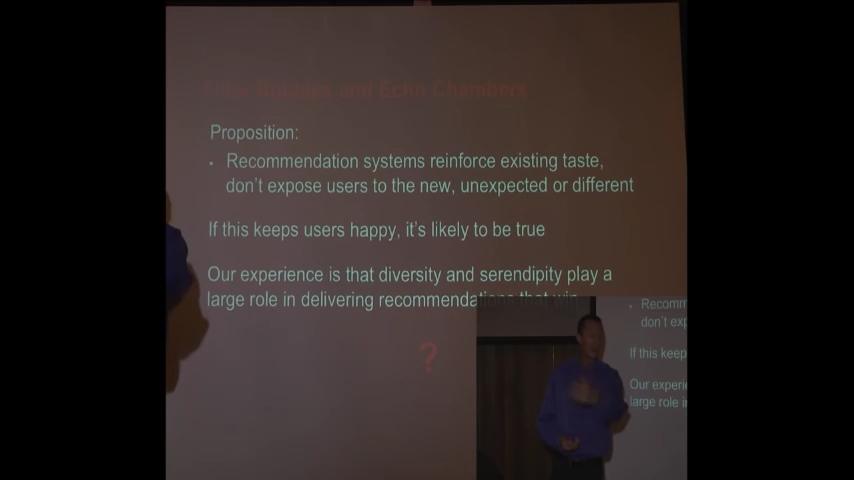 Filter Bubbles and Echo Chambers
Proposition:
• Recommendation systems reinforce existing taste,
don't expose users to the new, unexpected or different
If this keeps users happy, it's likely to be true
Our experience is that diversity and serendipity play a
large role in delivering recommendations that win
?
Recomm
don't exp
If this keep
Our experie
large role i